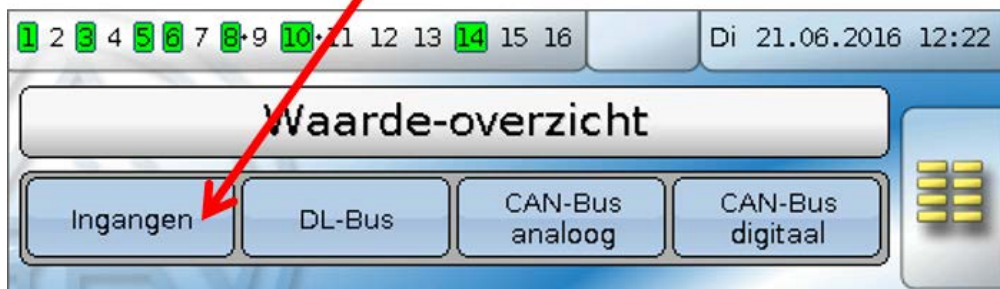 1 2 3 4 5 6 7 8·9 10·11 12 13 14 15 16 Di 21.06.2016 12:22
Waarde-overzicht
Ingangen DL-Bus CAN-Bus analoog CAN-Bus digitaal